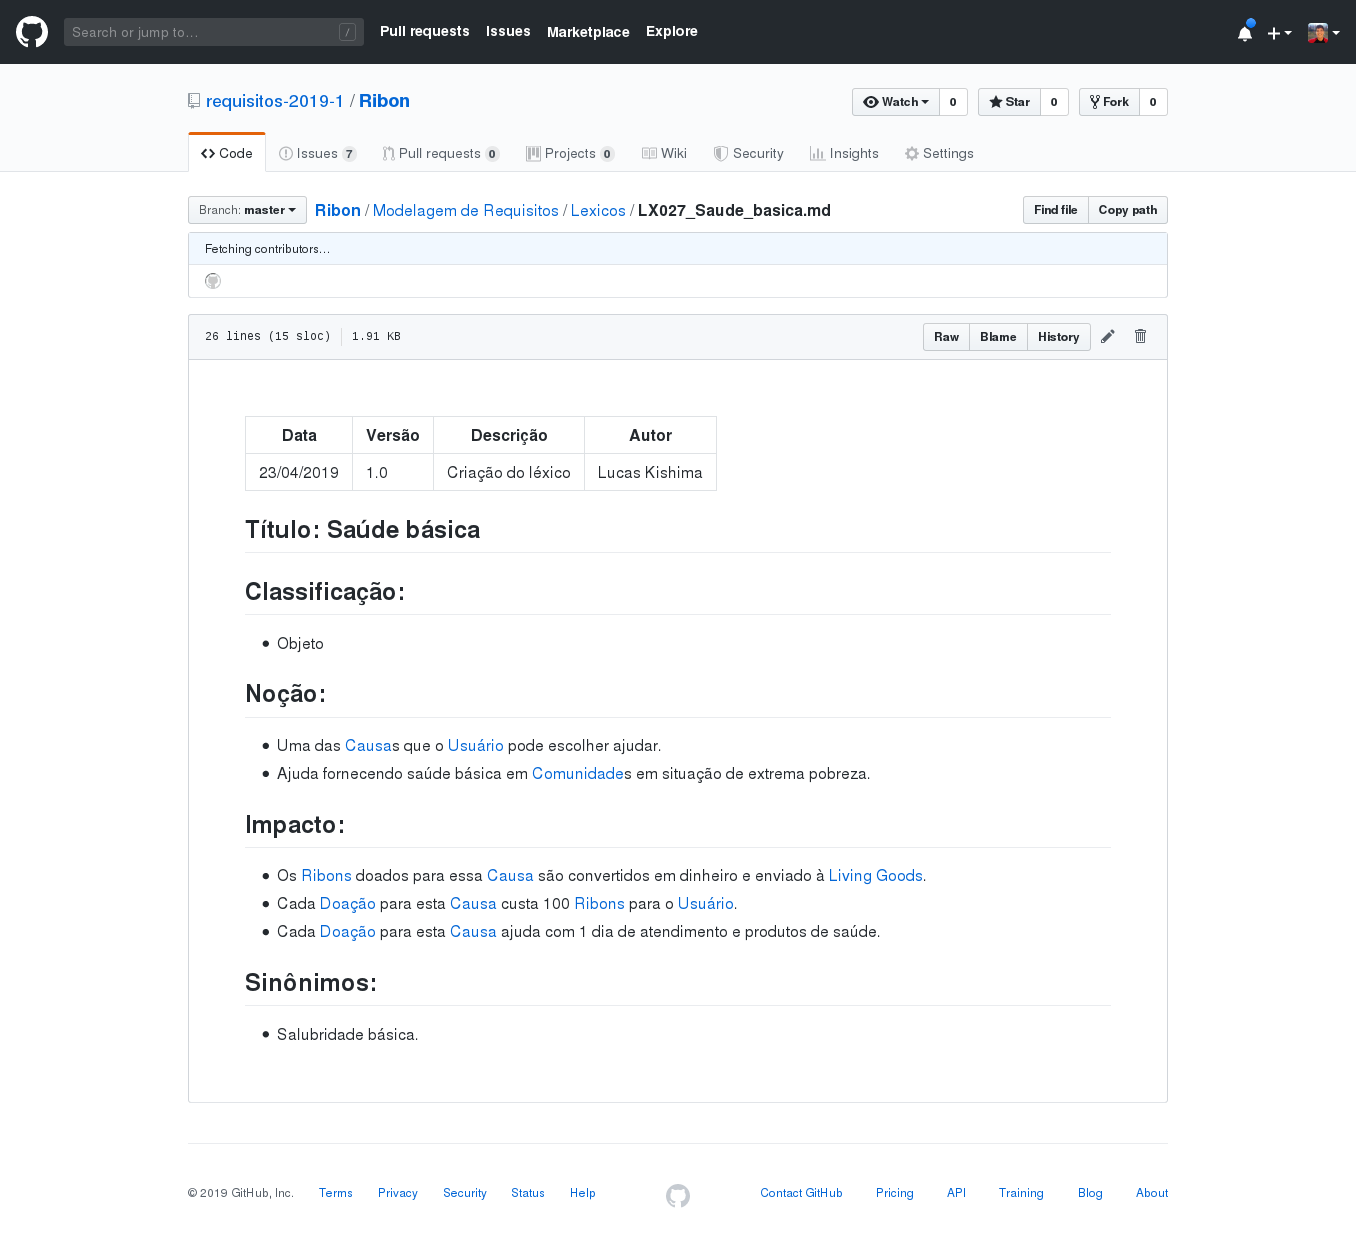 Search or jump to… / Pull requests Issues Marketplace Explore
requisitos-2019-1 / Ribon Watch 0 Star 0 Fork 0
Code Issues 7 Pull requests 0 Projects 0 Wiki Security Insights Settings
Branch: master Ribon / Modelagem de Requisitos / Lexicos / LX027_Saude_basica.md Find file Copy path
Fetching contributors…
26 lines (15 sloc) 1.91 KB Raw Blame History
Data Versão Descrição Autor
23/04/2019 1.0 Criação do léxico Lucas Kishima
Título: Saúde básica
Classificação:
• Objeto
Noção:
• Uma das Causas que o Usuário pode escolher ajudar.
• Ajuda fornecendo saúde básica em Comunidades em situação de extrema pobreza.
Impacto:
• Os Ribons doados para essa Causa são convertidos em dinheiro e enviado à Living Goods.
• Cada Doação para esta Causa custa 100 Ribons para o Usuário.
• Cada Doação para esta Causa ajuda com 1 dia de atendimento e produtos de saúde.
Sinônimos:
• Salubridade básica.
© 2019 GitHub, Inc. Terms Privacy Security Status Help Contact GitHub Pricing API Training Blog About